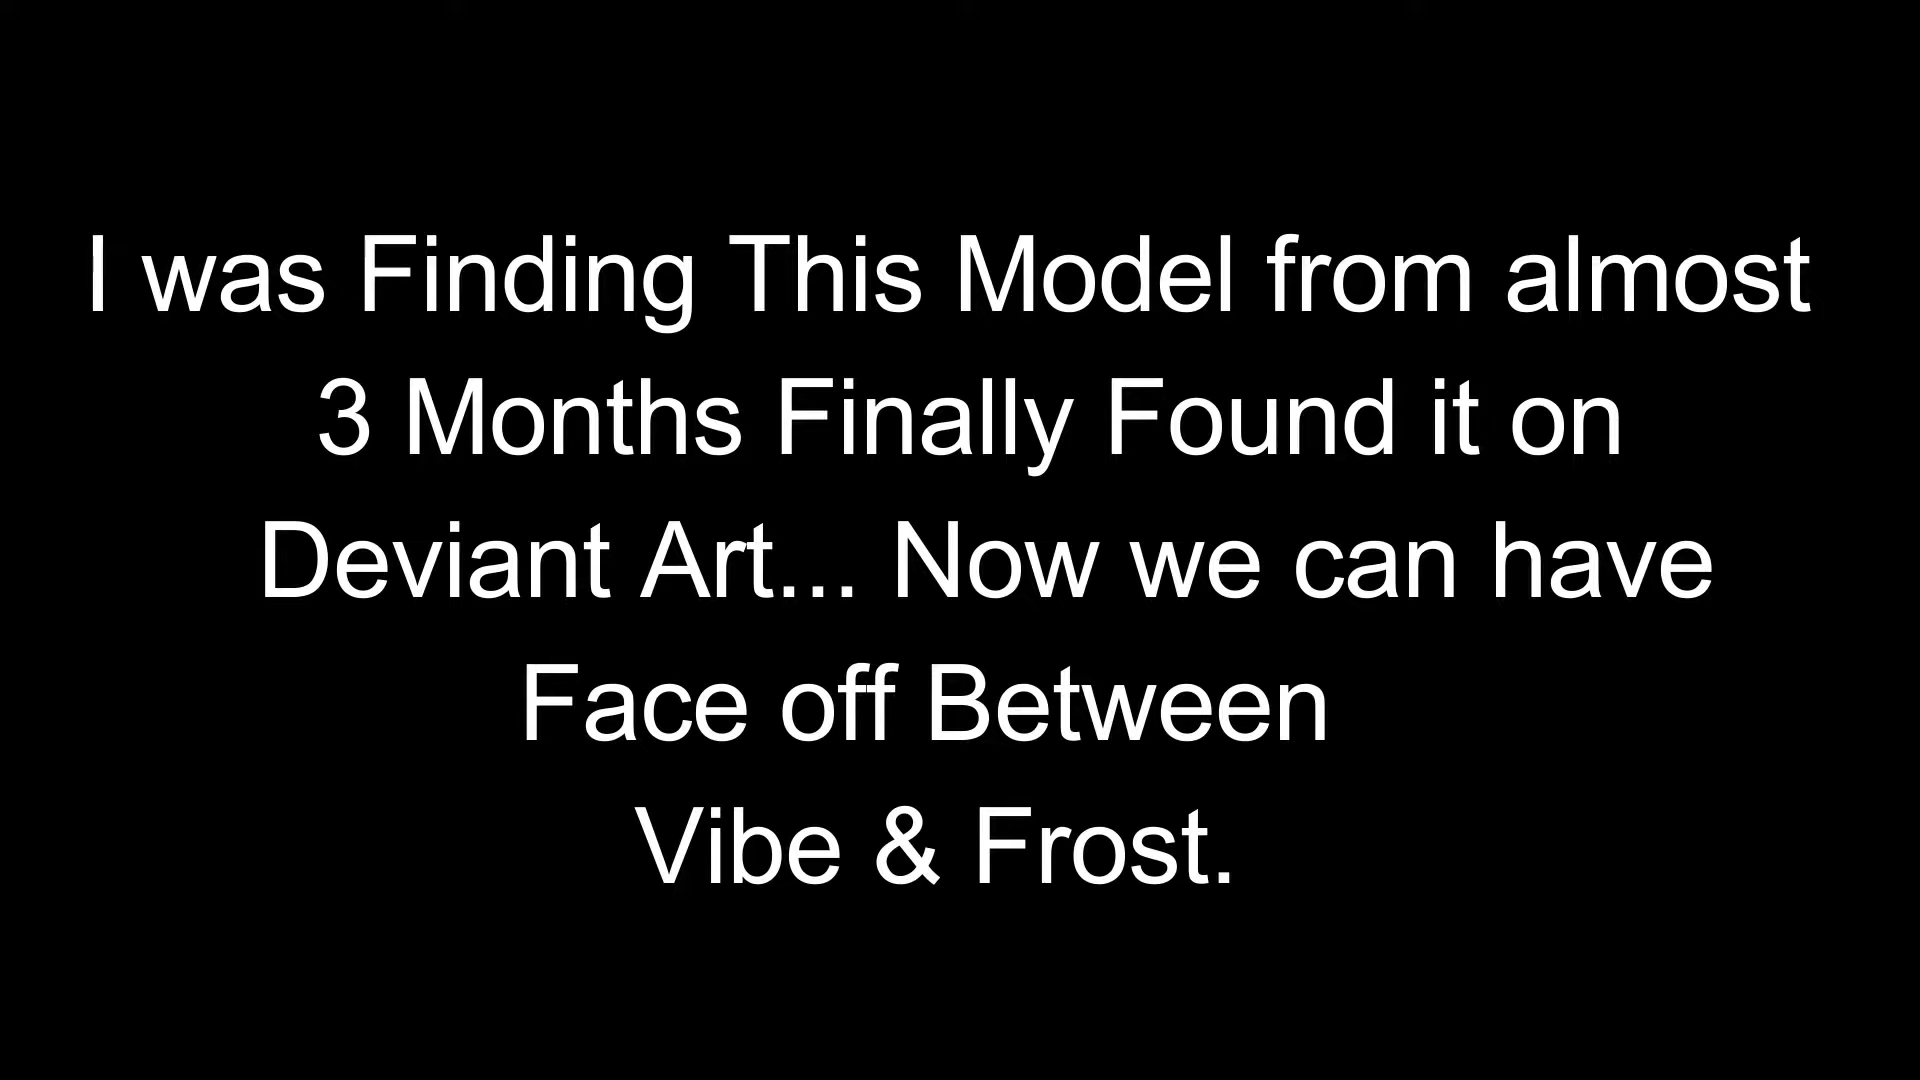 I was Finding This Model from almost
3 Months Finally Found it on
Deviant Art... Now we can have
Face off Between
Vibe & Frost.